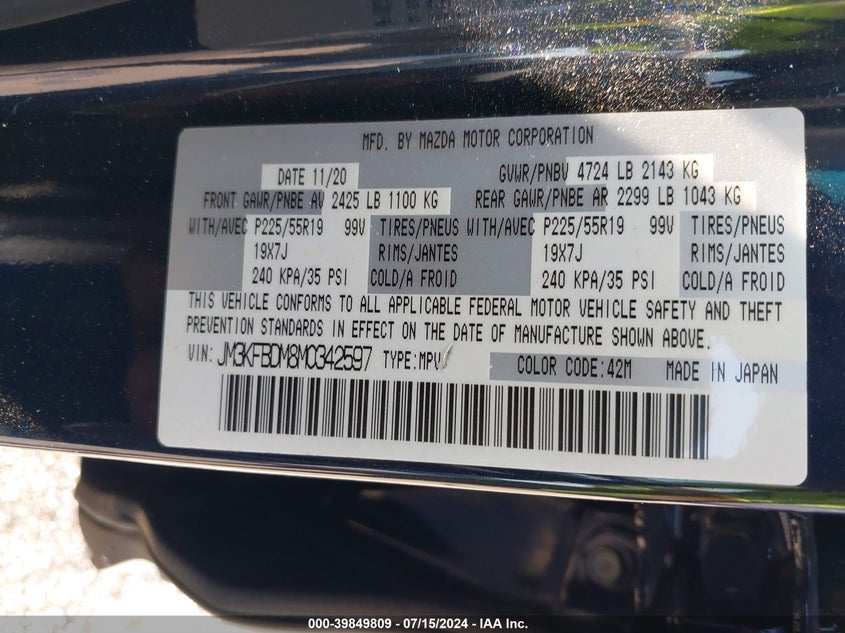 MFD. BY MAZDA MOTOR CORPORATION
DATE 11/20 GVWR/PNBV 4724 LB 2143 KG
FRONT GAWR/PNBE AV 2425 LB 1100 KG REAR GAWR/PNBE AR 2299 LB 1043 KG
WITH/AVEC P225/55R19 99V TIRES/PNEUS WITH/AVEC P225/55R19 99V TIRES/PNEUS
19X7J RIMS/JANTES 19X7J RIMS/JANTES
240 KPA/35 PSI COLD/A FROID 240 KPA/35 PSI COLD/A FROID
THIS VEHICLE CONFORMS TO ALL APPLICABLE FEDERAL MOTOR VEHICLE SAFETY AND THEFT
PREVENTION STANDARDS IN EFFECT ON THE DATE OF MANUFACTURE SHOWN ABOVE.
VIN: JM3KFBDM8M0342597 TYPE:MPV COLOR CODE:42M MADE IN JAPAN
000-39849809 - 07/15/2024 - IAA Inc.